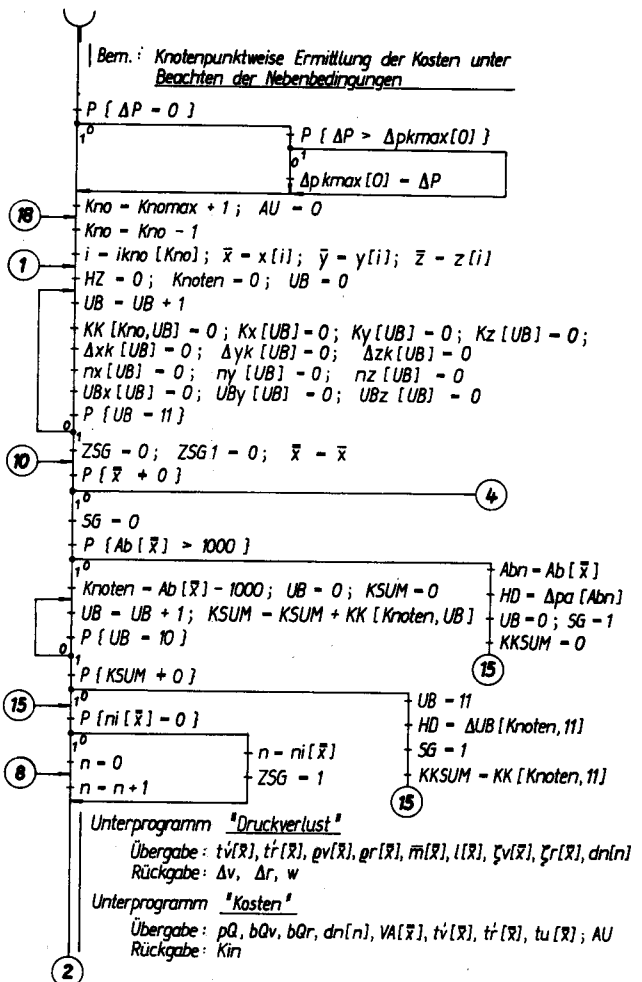 Bem.: Knotenpunktweise Ermittlung der Kosten unter
Beachten der Nebenbedingungen
P { ΔP = 0 }
1 0
P { ΔP > Δpkmax[0] }
0 1
Δpkmax[0] = ΔP
18
Kno = Knomax + 1; AU = 0
Kno = Kno - 1
1
i = ikno [Kno]; x̄ = x[i]; ȳ = y[i]; z̄ = z[i]
HZ = 0; Knoten = 0; UB = 0
UB = UB + 1
KK [Kno,UB] = 0; Kx[UB]=0; Ky[UB] = 0; Kz[UB] = 0;
Δxk [UB] = 0; Δyk [UB] = 0; Δzk[UB] = 0
nx[UB] = 0; ny [UB] = 0; nz [UB] = 0
UBx [UB] = 0; UBy [UB] = 0; UBz [UB] = 0
P { UB = 11 }
0 1
10
ZSG = 0; ZSG1 = 0; x̄ = x̄
P { x̄ + 0 }
1 0
4
SG = 0
P { Ab [x̄] > 1000 }
1 0
Abn = Ab[x̄]
HD = Δpa [Abn]
UB=0; SG=1
KKSUM = 0
15
Knoten = Ab[x̄] - 1000; UB = 0; KSUM = 0
UB = UB + 1; KSUM = KSUM + KK [Knoten, UB]
P { UB = 10 }
0 1
P { KSUM + 0 }
1 0
15
UB = 11
HD = ΔUB [Knoten, 11]
SG = 1
KKSUM = KK [Knoten, 11]
15
P { ni [x̄] = 0 }
1 0
n = ni[x̄]
ZSG = 1
8
n = 0
n = n + 1
Unterprogramm "Druckverlust"
Übergabe: tv́[x̄], tŕ[x̄], ρv[x̄], ρr[x̄], m̄[x̄], l[x̄], ζv[x̄], ζr[x̄], dn[n]
Rückgabe: Δv, Δr, w
Unterprogramm "Kosten"
Übergabe: pQ, bQv, bQr, dn[n], VA[x̄], tv́[x̄], tŕ[x̄], tu[x̄]; AU
Rückgabe: Kin
2